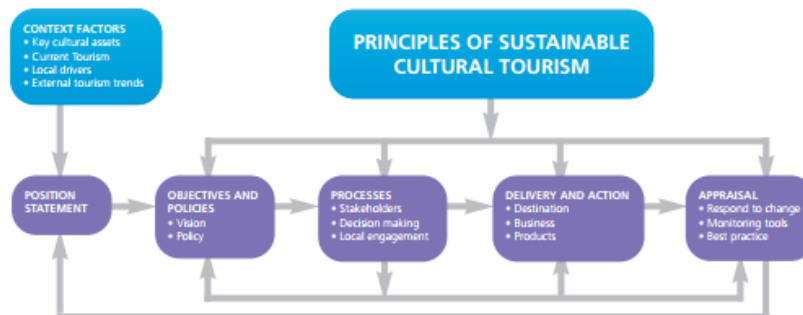 CONTEXT FACTORS
• Key cultural assets
• Current Tourism
• Local drivers
• External tourism trends
PRINCIPLES OF SUSTAINABLE
CULTURAL TOURISM
POSITION
STATEMENT
OBJECTIVES AND
POLICIES
• Vision
• Policy
PROCESSES
• Stakeholders
• Decision making
• Local engagement
DELIVERY AND ACTION
• Destination
• Business
• Products
APPRAISAL
• Respond to change
• Monitoring tools
• Best practice